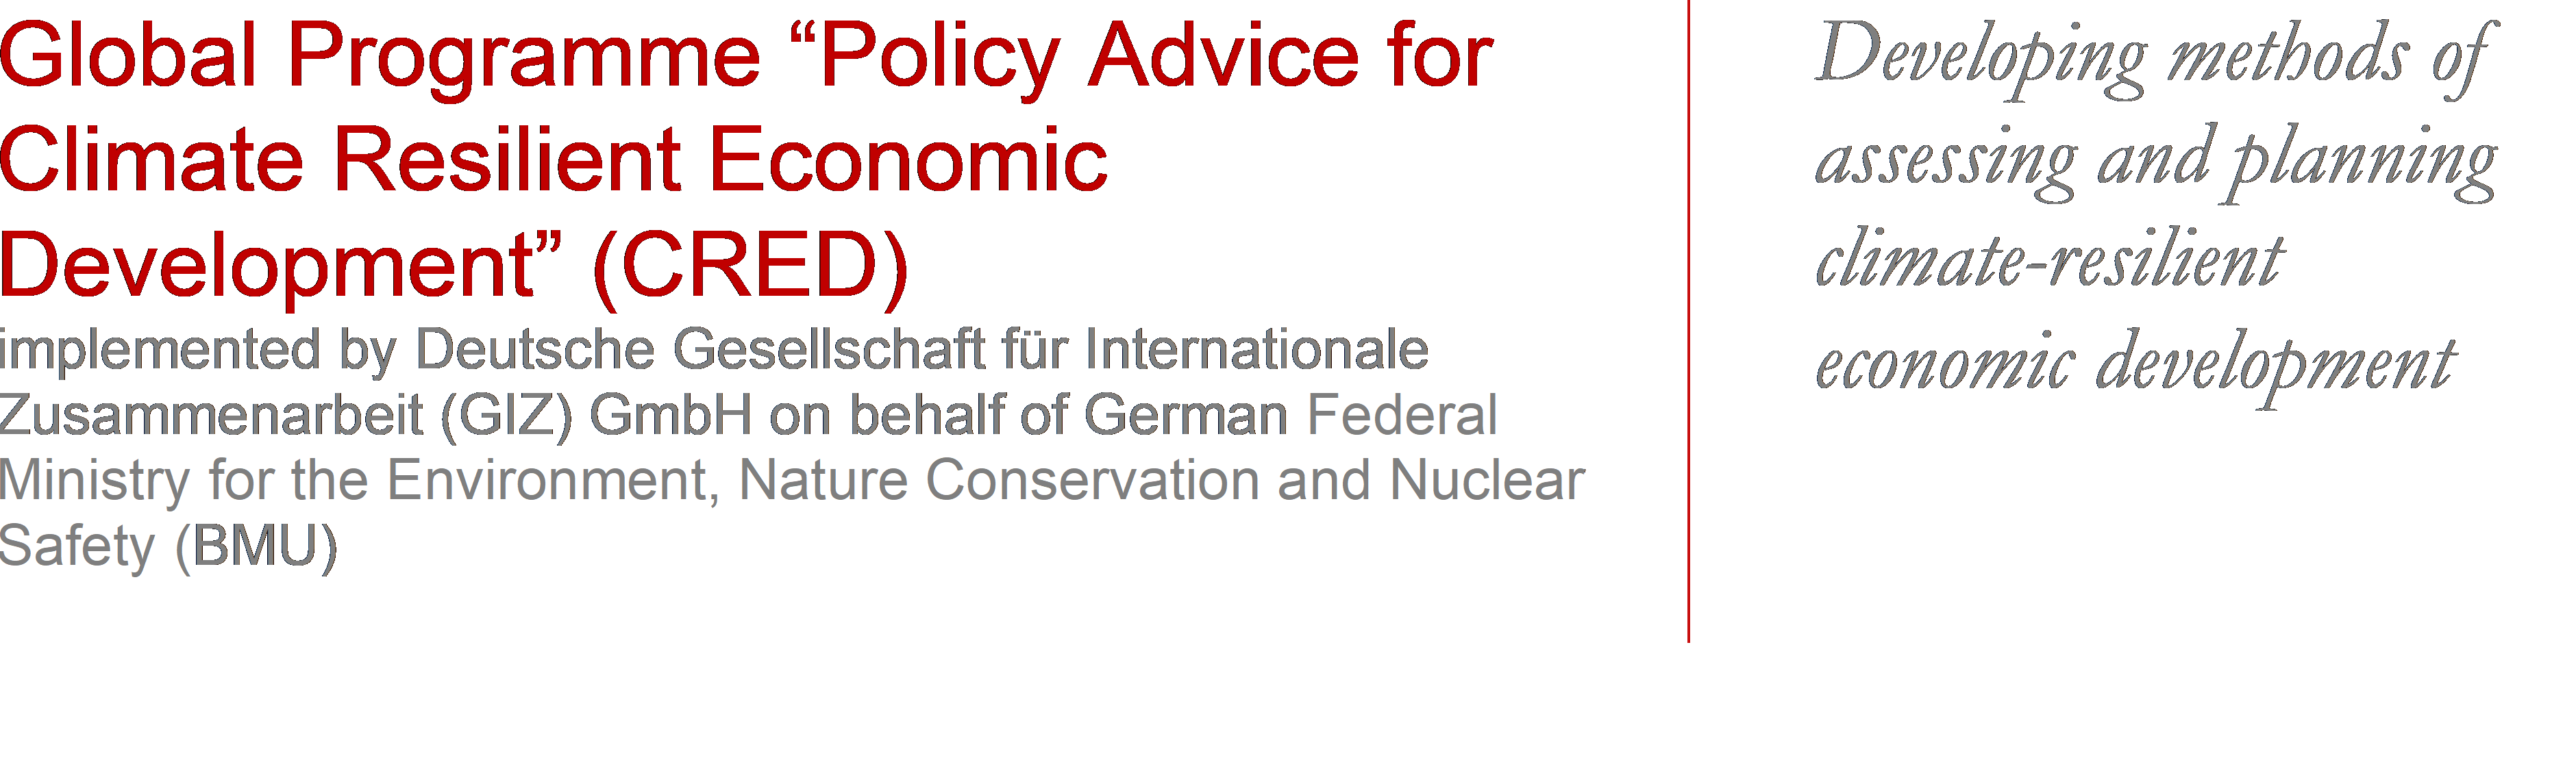 Global Programme “Policy Advice for
Climate Resilient Economic
Development” (CRED)
implemented by Deutsche Gesellschaft für Internationale
Zusammenarbeit (GIZ) GmbH on behalf of German Federal
Ministry for the Environment, Nature Conservation and Nuclear
Safety (BMU)
Developing methods of
assessing and planning
climate-resilient
economic development